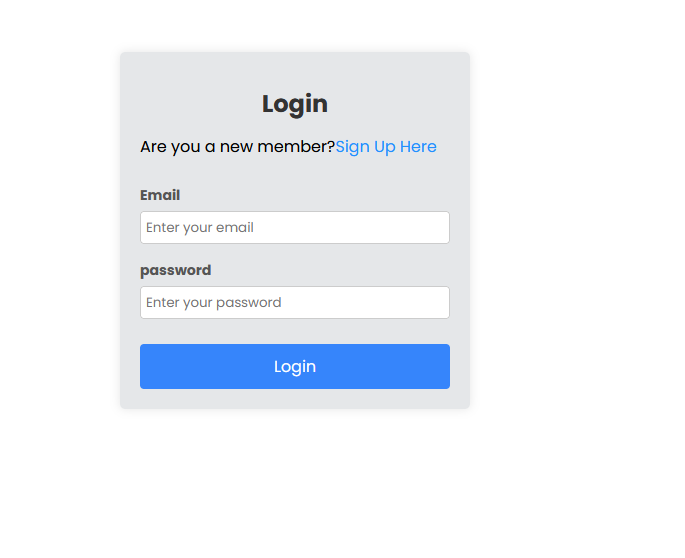 Login
Are you a new member?Sign Up Here
Email
Enter your email
password
Enter your password
Login